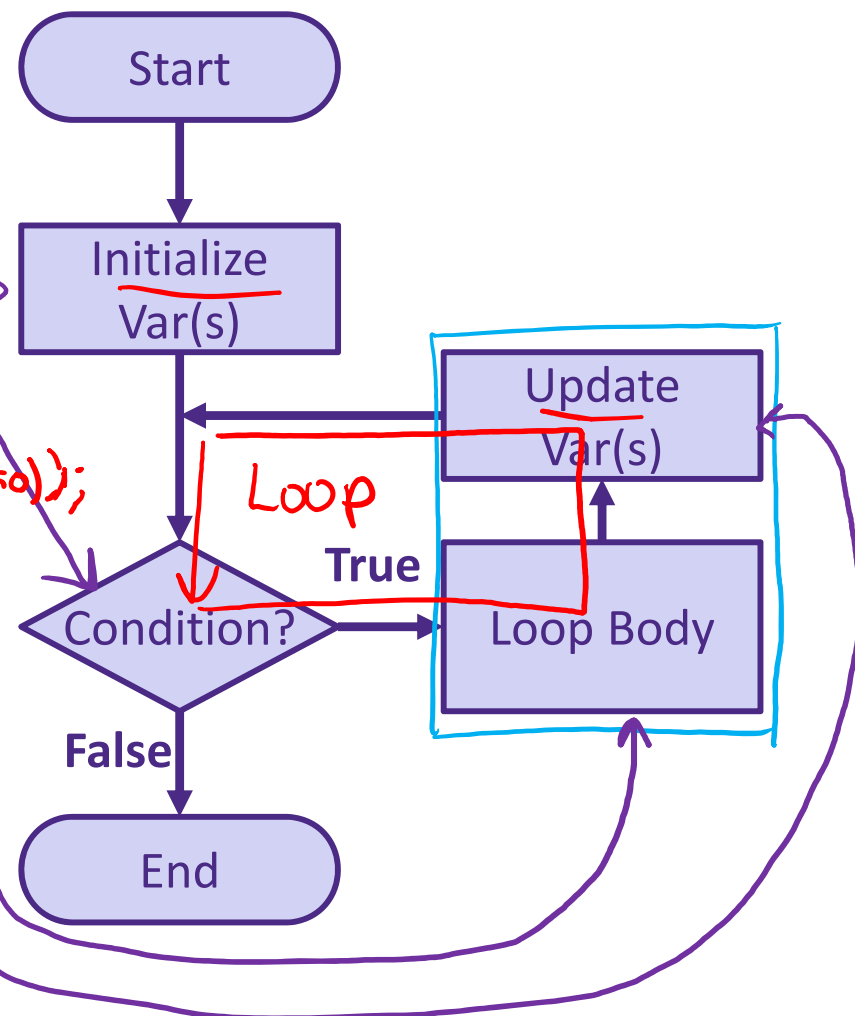 Start
Initialize
Var(s)
Update
Var(s)
Loop
True
Condition?
Loop Body
False
End